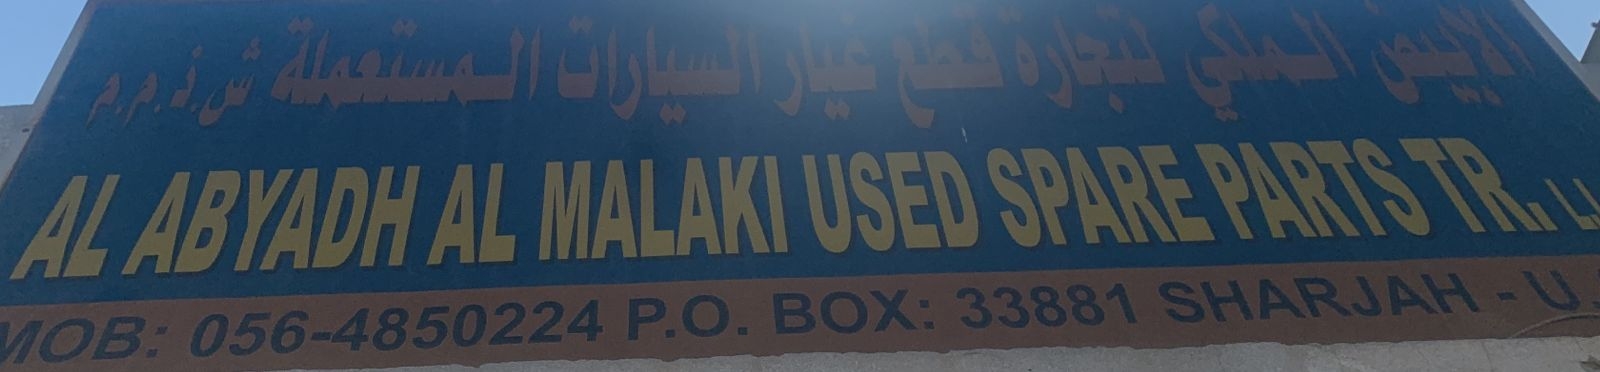 الابيض الملكي لتجارة قطع غيار السيارات المستعملة ش.ذ.م.م
AL ABYADH AL MALAKI USED SPARE PARTS TR. L.
MOB: 056-4850224 P.O. BOX: 33881 SHARJAH - U.